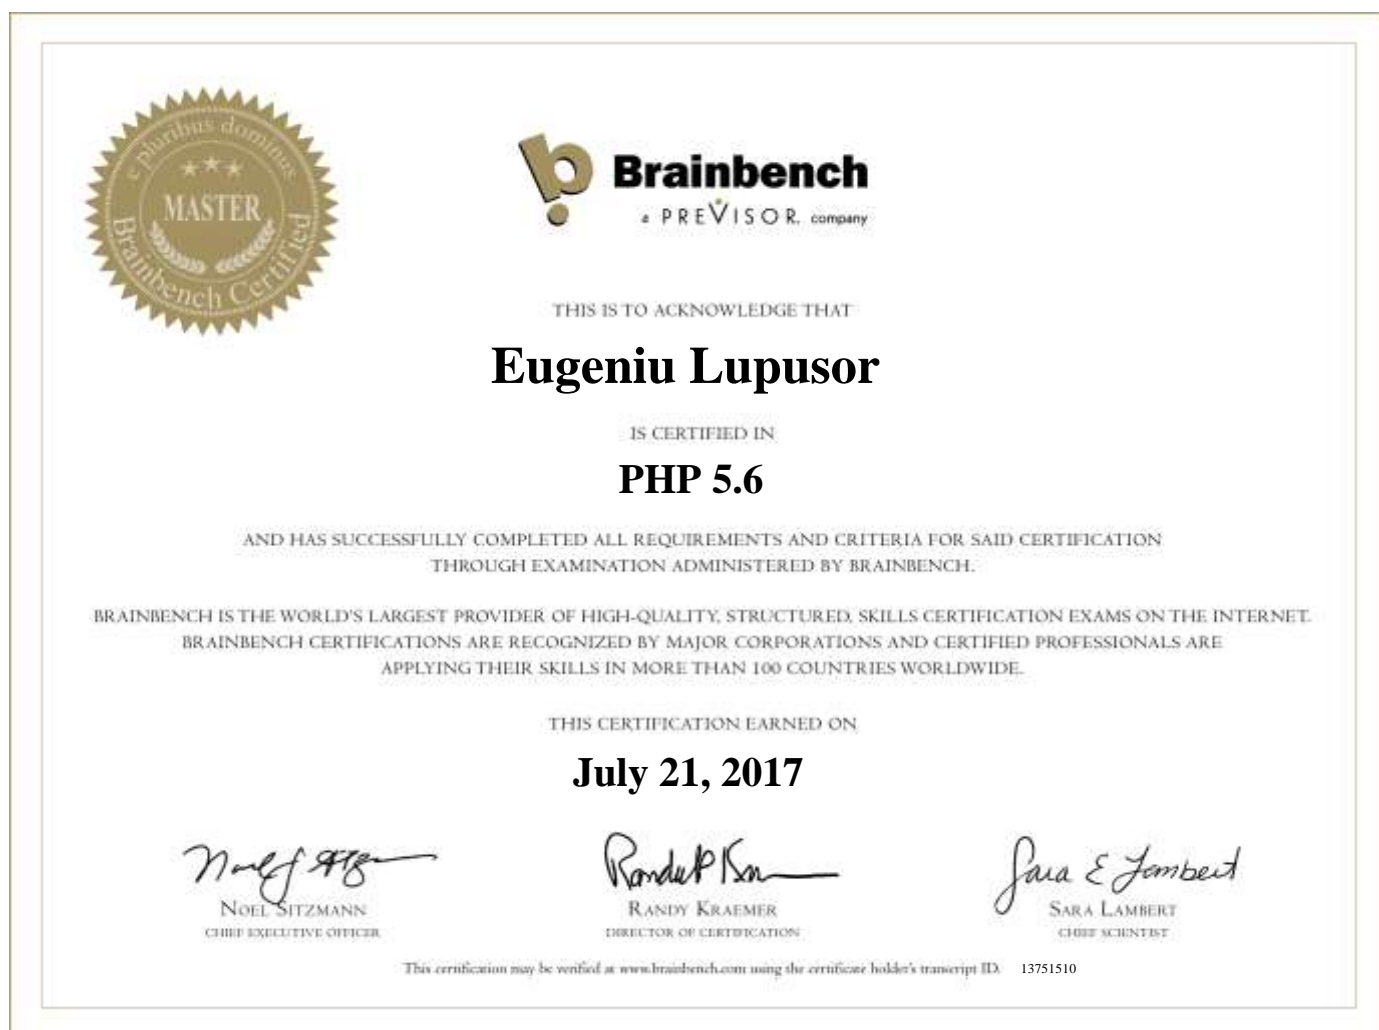 e pluribus dominus
MASTER
Brainbench Certified
Brainbench
a PREVISOR. company
THIS IS TO ACKNOWLEDGE THAT
Eugeniu Lupusor
IS CERTIFIED IN
PHP 5.6
AND HAS SUCCESSFULLY COMPLETED ALL REQUIREMENTS AND CRITERIA FOR SAID CERTIFICATION
THROUGH EXAMINATION ADMINISTERED BY BRAINBENCH.
BRAINBENCH IS THE WORLD'S LARGEST PROVIDER OF HIGH-QUALITY, STRUCTURED, SKILLS CERTIFICATION EXAMS ON THE INTERNET.
BRAINBENCH CERTIFICATIONS ARE RECOGNIZED BY MAJOR CORPORATIONS AND CERTIFIED PROFESSIONALS ARE
APPLYING THEIR SKILLS IN MORE THAN 100 COUNTRIES WORLDWIDE.
THIS CERTIFICATION EARNED ON
July 21, 2017
Sara E Lambert
NOEL SITZMANN
RANDY KRAEMER
SARA LAMBERT
CHIEF EXECUTIVE OFFICER
DIRECTOR OF CERTIFICATION
CHIEF SCIENTIST
This certification may be verified at www.brainbench.com using the certificate holder's transcript ID. 13751510